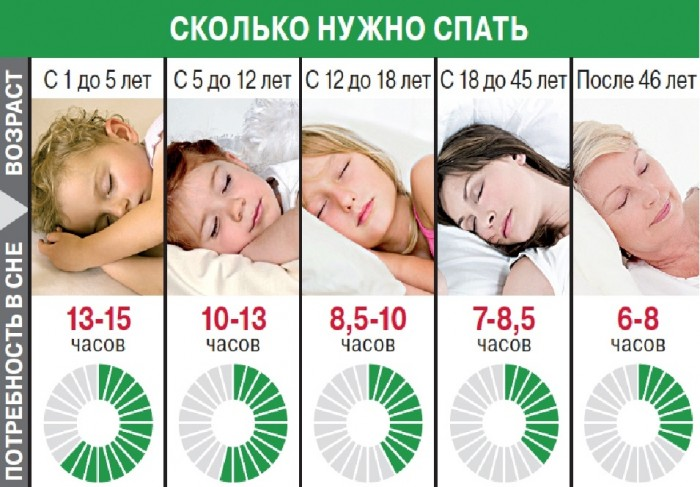 СКОЛЬКО НУЖНО СПАТЬ
ВОЗРАСТ
С 1 до 5 лет
С 5 до 12 лет
С 12 до 18 лет
С 18 до 45 лет
После 46 лет
ПОТРЕБНОСТЬ В СНЕ
13-15
часов
10-13
часов
8,5-10
часов
7-8,5
часов
6-8
часов